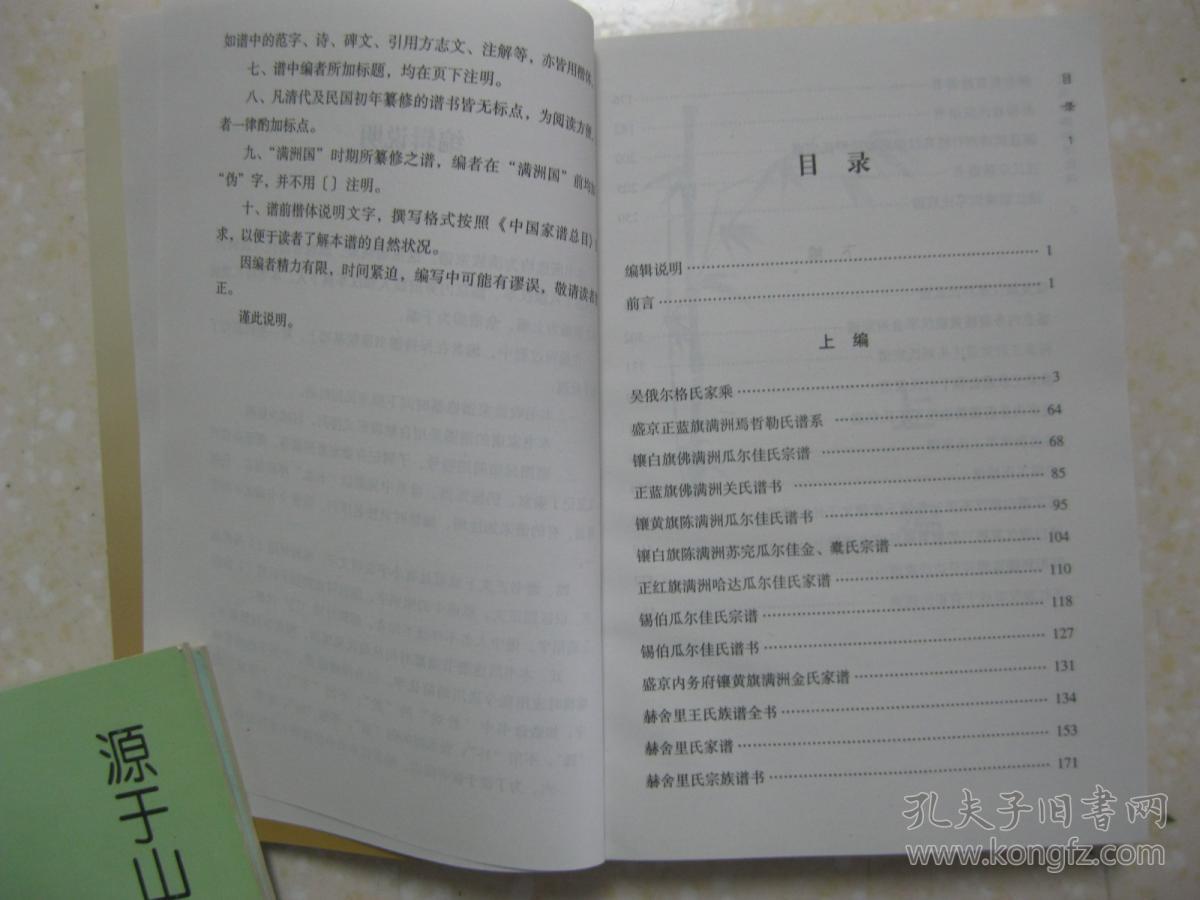 如谱中的范字、诗、碑文、引用方志文、注解等，亦皆用楷体、
七、谱中编者所加标题，均在页下注明。
八、凡清代及民国初年纂修的谱书皆无标点，为阅读方便，
者一律酌加标点。
九、“满洲国”时期所纂修之谱，编者在“满洲国”前均
“伪”字，并不用〔〕注明。
十、谱前楷体说明文字，撰写格式按照《中国家谱总目》
求，以便于读者了解本谱的自然状况。
因编者精力有限，时间紧迫，编写中可能有谬误，敬请读者
正。
谨此说明。
目录
目 录
编辑说明 1
前言 1
上编
吴俄尔格氏家乘 3
盛京正蓝旗满洲焉哲勒氏谱系 64
镶白旗佛满洲瓜尔佳氏宗谱 68
正蓝旗佛满洲关氏谱书 85
镶黄旗陈满洲瓜尔佳氏谱书 95
镶白旗陈满洲苏完瓜尔佳金、囊氏宗谱 104
正红旗满洲哈达瓜尔佳氏家谱 110
锡伯瓜尔佳氏宗谱 118
锡伯瓜尔佳氏谱书 127
盛京内务府镶黄旗满洲金氏家谱 131
赫舍里王氏族谱全书 134
赫舍里氏家谱 153
赫舍里氏宗族谱书 171
源于山
孔夫子旧书网
www.kongfz.com